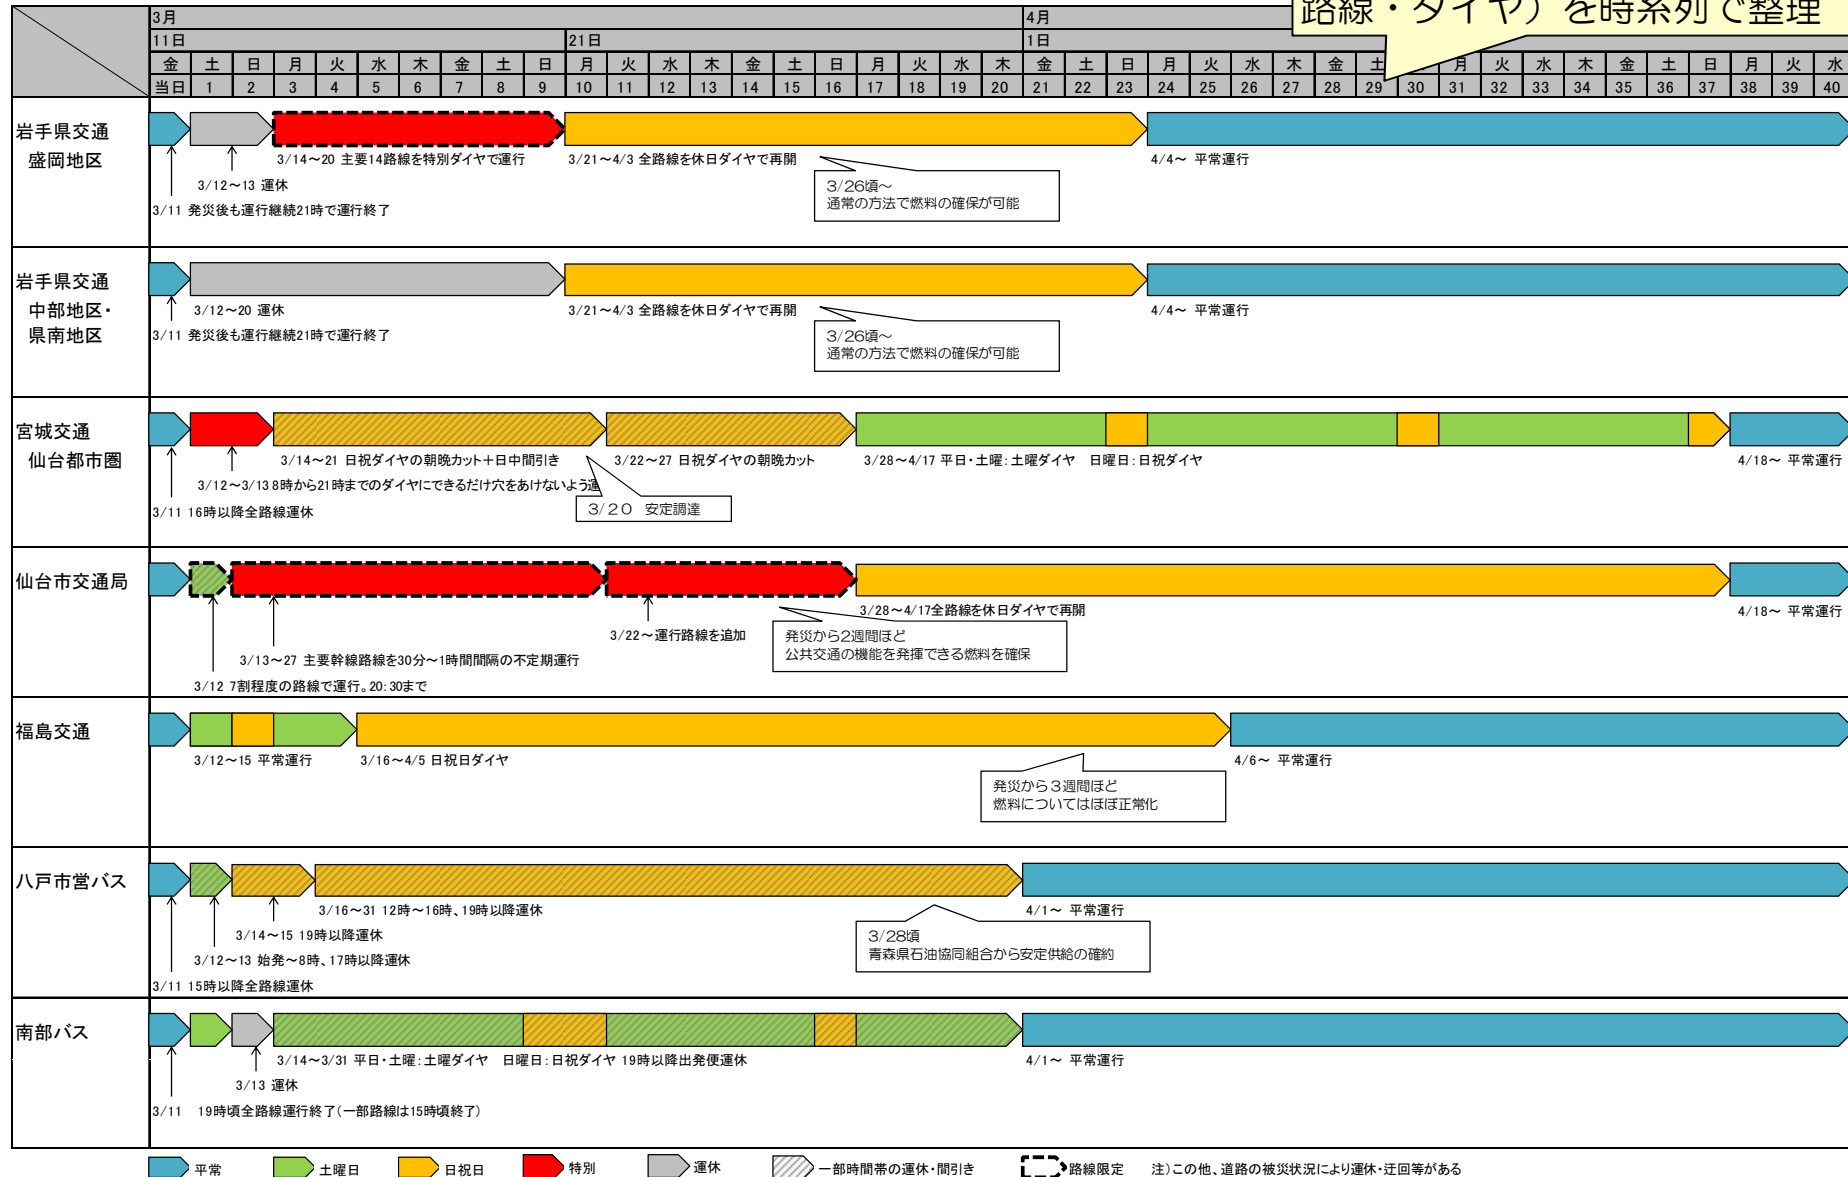 路線・ダイヤ）を時系列で整理
3月 4月
11日 21日 1日
金 土 日 月 火 水 木 金 土 日 月 火 水 木 金 土 日 月 火 水 木 金 土 日 月 火 水 木 金 土 月 火 水 木 金 土 日 月 火 水
当日 1 2 3 4 5 6 7 8 9 10 11 12 13 14 15 16 17 18 19 20 21 22 23 24 25 26 27 28 29 30 31 32 33 34 35 36 37 38 39 40
岩手県交通
盛岡地区
3/14～20 主要14路線を特別ダイヤで運行
3/21～4/3 全路線を休日ダイヤで再開
4/4～ 平常運行
3/12～13 運休
3/26頃～
通常の方法で燃料の確保が可能
3/11 発災後も運行継続21時で運行終了
岩手県交通
中部地区・
県南地区
3/12～20 運休
3/21～4/3 全路線を休日ダイヤで再開
4/4～ 平常運行
3/11 発災後も運行継続21時で運行終了
3/26頃～
通常の方法で燃料の確保が可能
宮城交通
仙台都市圏
3/14～21 日祝ダイヤの朝晩カット＋日中間引き
3/22～27 日祝ダイヤの朝晩カット
3/28～4/17 平日・土曜：土曜ダイヤ　日曜日：日祝ダイヤ
4/18～ 平常運行
3/12～3/13 8時から21時までのダイヤにできるだけ穴をあけないよう運
3/20　安定調達
3/11 16時以降全路線運休
仙台市交通局
3/28～4/17全路線を休日ダイヤで再開
4/18～ 平常運行
3/22～運行路線を追加
発災から2週間ほど
公共交通の機能を発揮できる燃料を確保
3/13～27 主要幹線路線を30分～1時間間隔の不定期運行
3/12 7割程度の路線で運行。20：30まで
福島交通
3/12～15 平常運行
3/16～4/5 日祝日ダイヤ
4/6～ 平常運行
発災から３週間ほど
燃料についてはほぼ正常化
八戸市営バス
3/16～31 12時～16時、19時以降運休
4/1～ 平常運行
3/14～15 19時以降運休
3/28頃
青森県石油協同組合から安定供給の確約
3/12～13 始発～8時、17時以降運休
3/11 15時以降全路線運休
南部バス
3/14～3/31 平日・土曜：土曜ダイヤ　日曜日：日祝ダイヤ 19時以降出発便運休
4/1～ 平常運行
3/13 運休
3/11　19時頃全路線運行終了（一部路線は15時頃終了）
平常 土曜日 日祝日 特別 運休 一部時間帯の運休・間引き 路線限定 注）この他、道路の被災状況により運休・迂回等がある